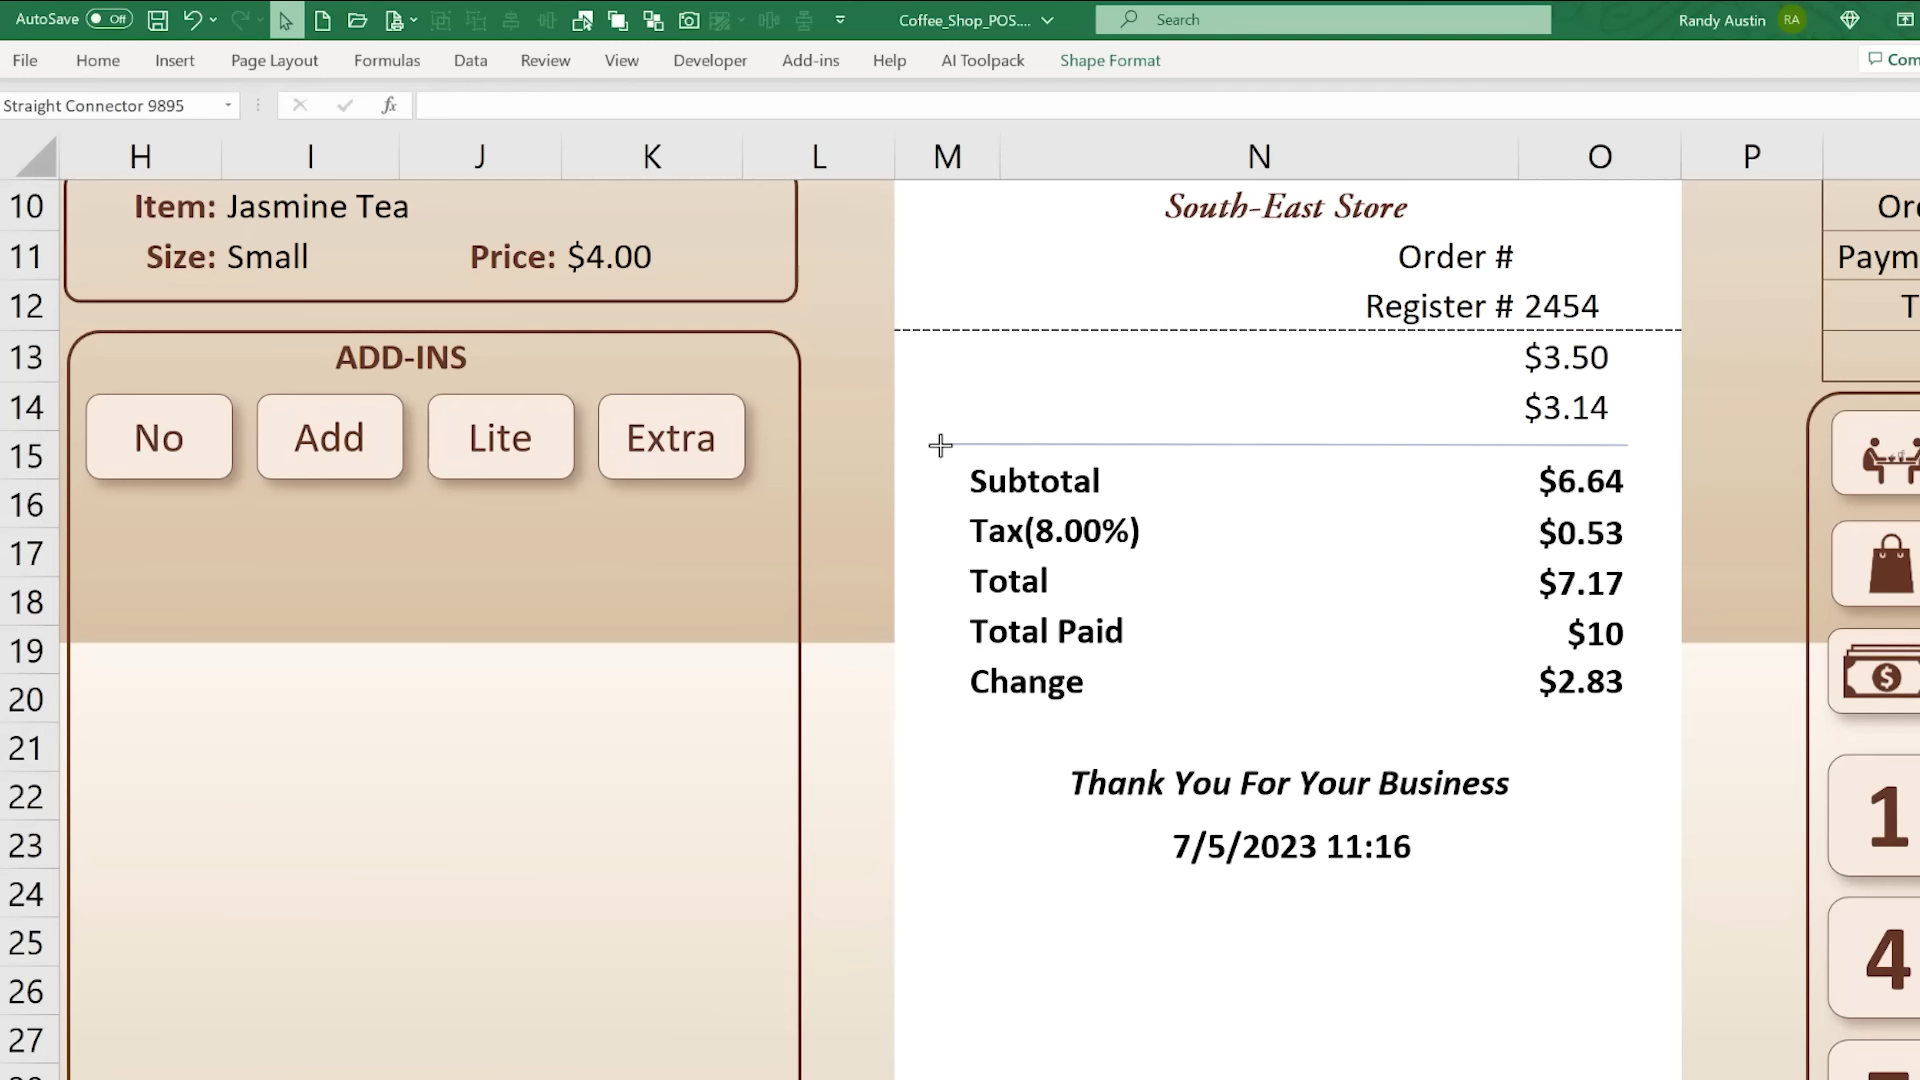 AutoSave Off Coffee_Shop_POS.... Search Randy Austin RA
File Home Insert Page Layout Formulas Data Review View Developer Add-ins Help AI Toolpack Shape Format Com
Straight Connector 9895 fx
H I J K L M N O P
10 Item: Jasmine Tea South-East Store Ord
11 Size: Small Price: $4.00 Order # Paym
12 Register # 2454 T
13 ADD-INS $3.50
14 $3.14
No Add Lite Extra
15
Subtotal $6.64
16
Tax(8.00%) $0.53
17
Total $7.17
18
Total Paid $10
19
Change $2.83
20
21
Thank You For Your Business
22 1
23 7/5/2023 11:16
24
25 4
26
27